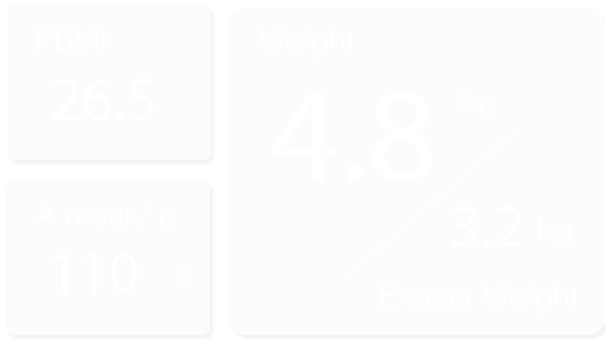 PBMI
26.5
A meal / g
110 g
Weight
4.8 kg
3.2 kg
Expect Weight